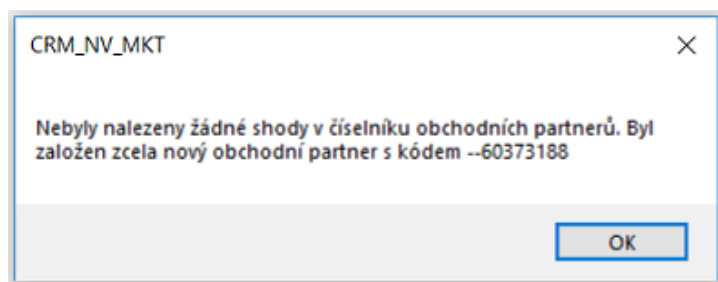 CRM_NV_MKT
Nebyly nalezeny žádné shody v číselníku obchodních partnerů. Byl
založen zcela nový obchodní partner s kódem --60373188
OK